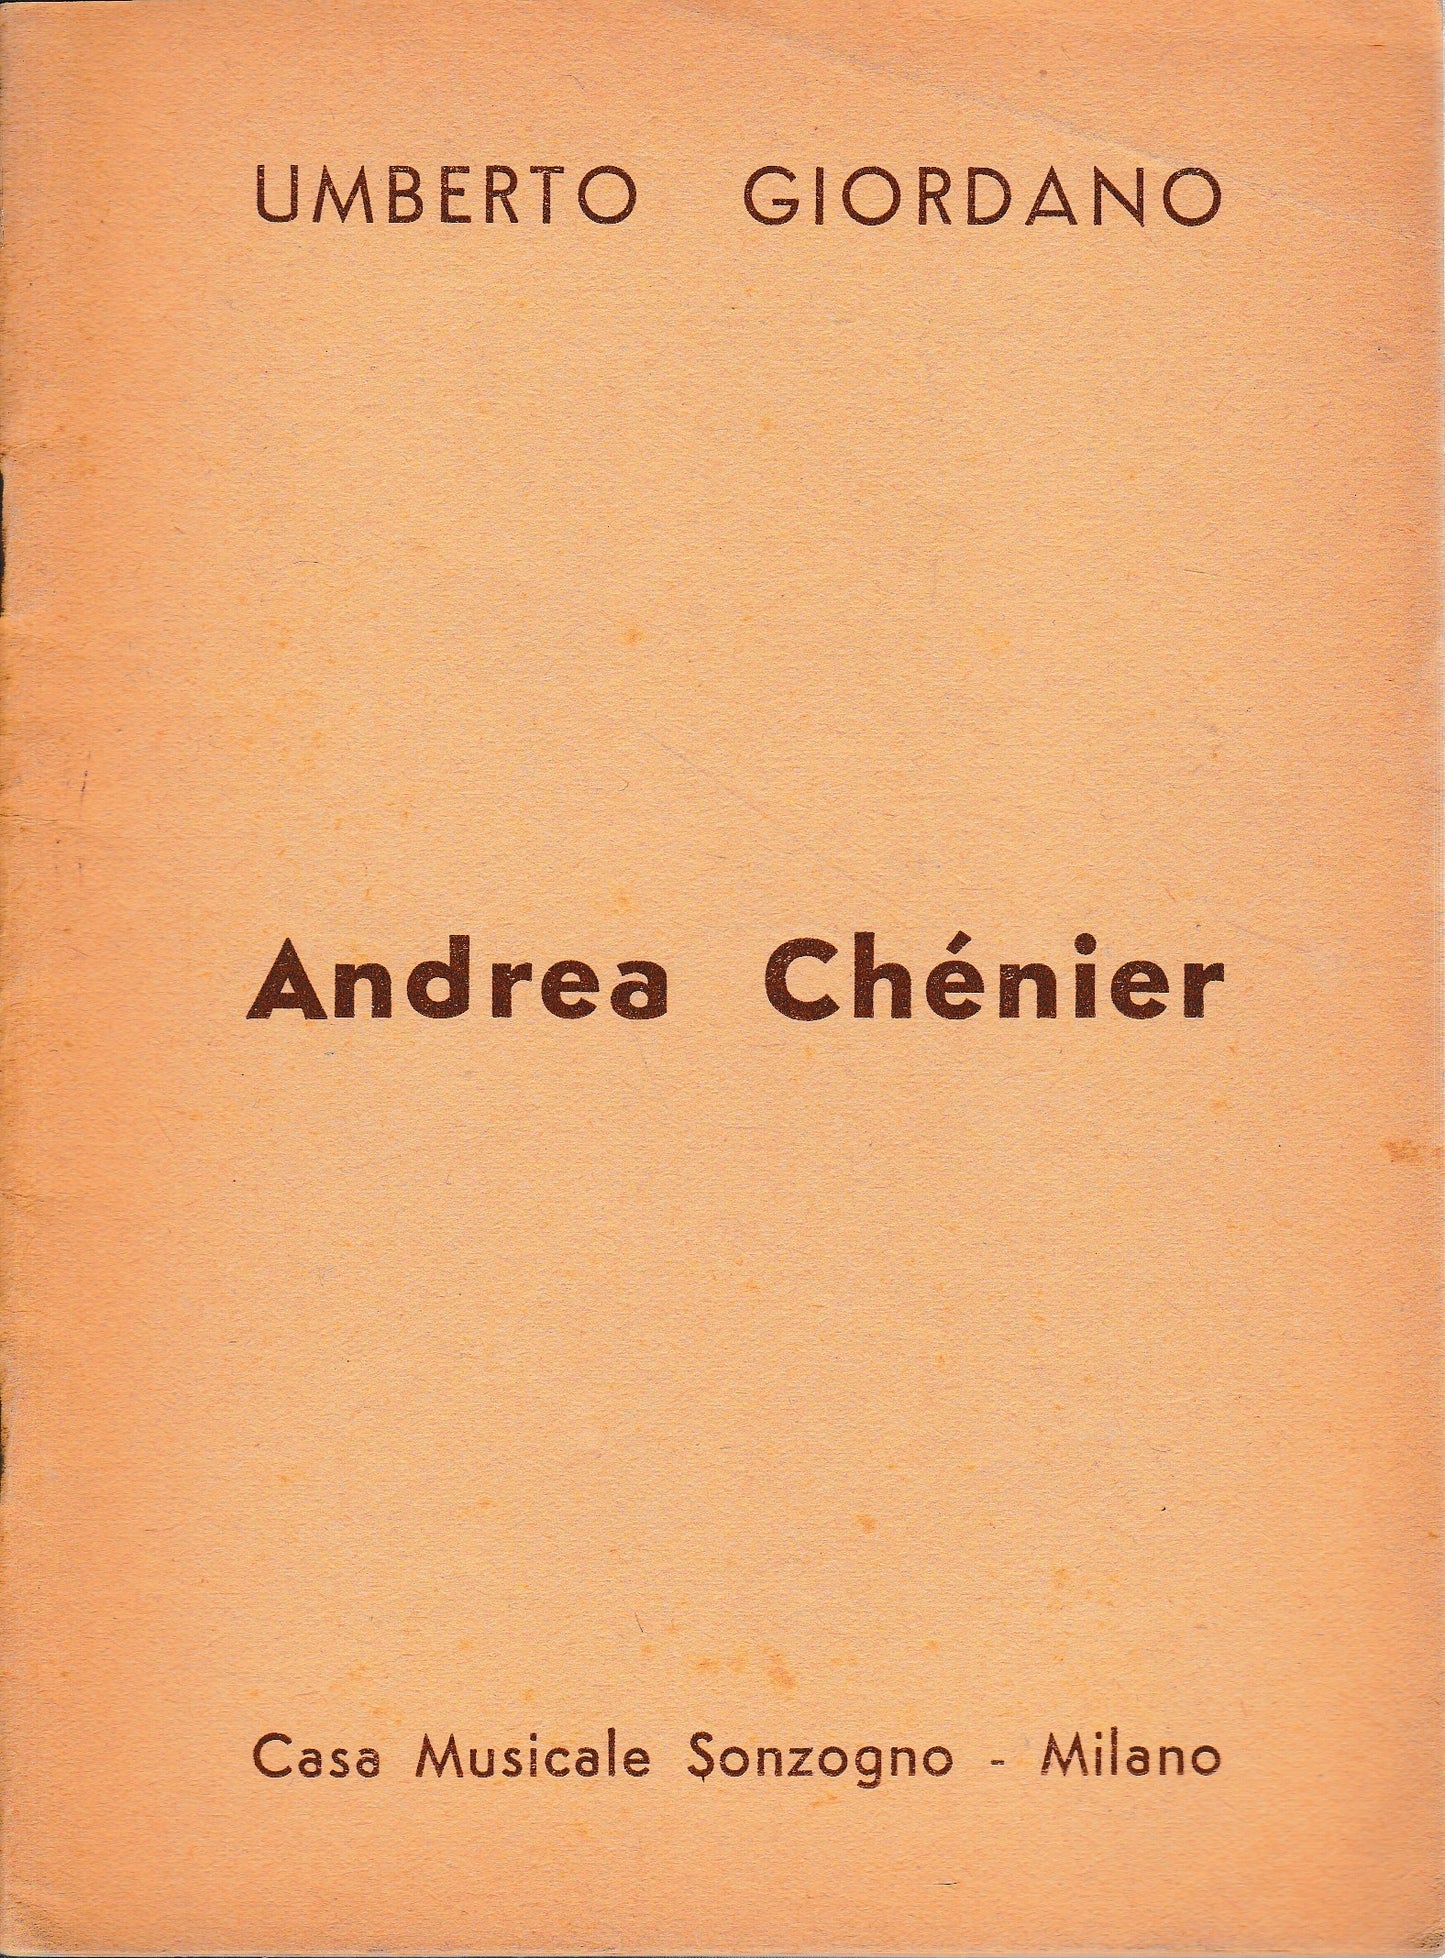 UMBERTO GIORDANO
Andrea Chénier
Casa Musicale Sonzogno - Milano